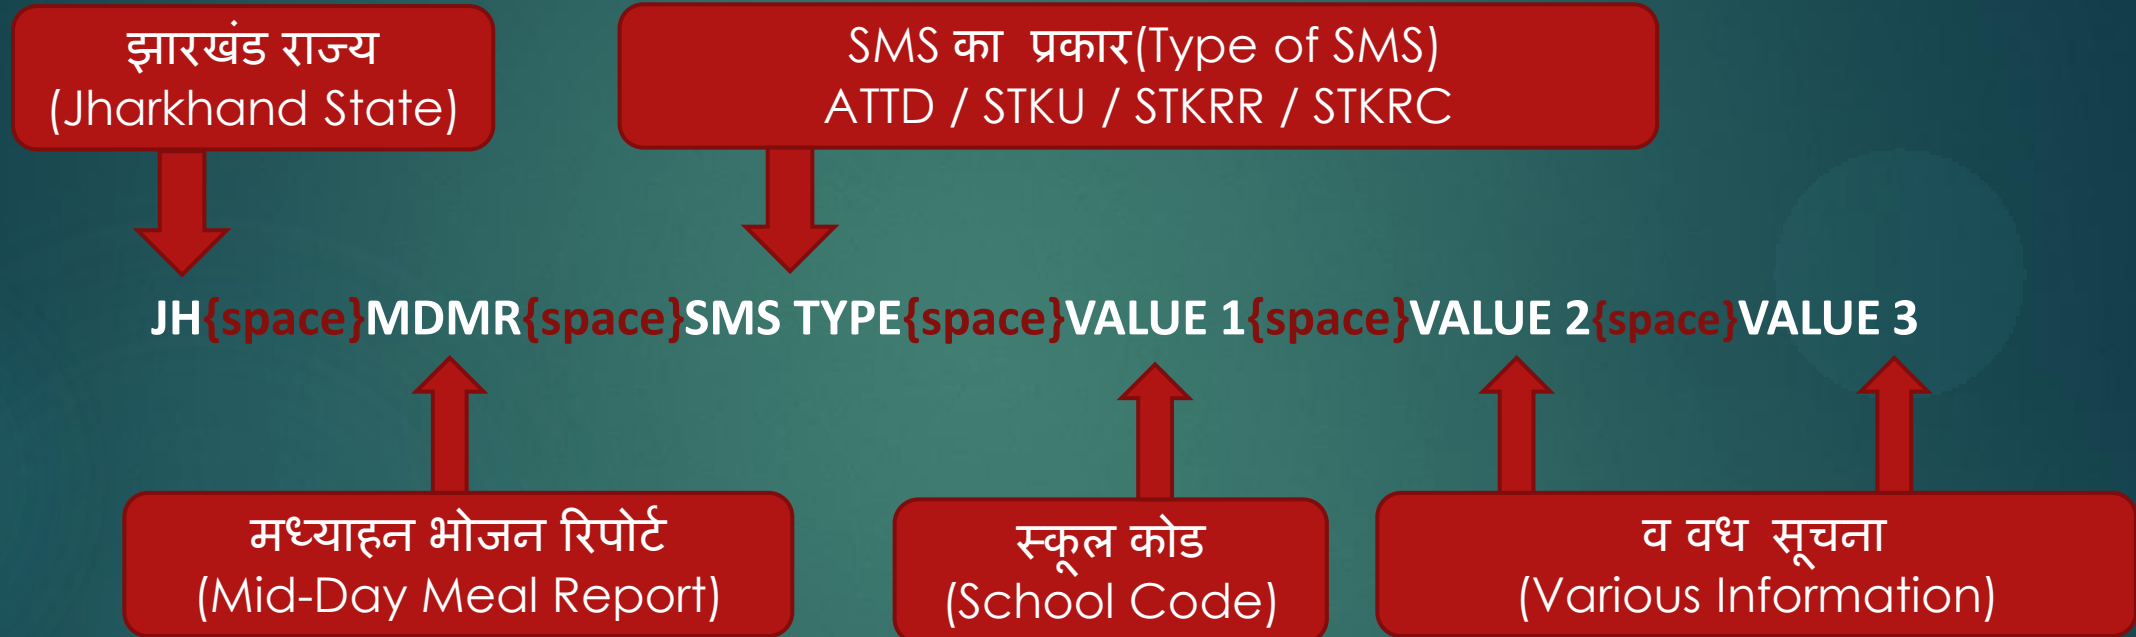 झारखंड राज्य
(Jharkhand State)
SMS का प्रकार(Type of SMS)
ATTD / STKU / STKRR / STKRC
JH{space}MDMR{space}SMS TYPE{space}VALUE 1{space}VALUE 2{space}VALUE 3
मध्याहन भोजन रिपोर्ट
(Mid-Day Meal Report)
स्कूल कोड
(School Code)
व वध सूचना
(Various Information)